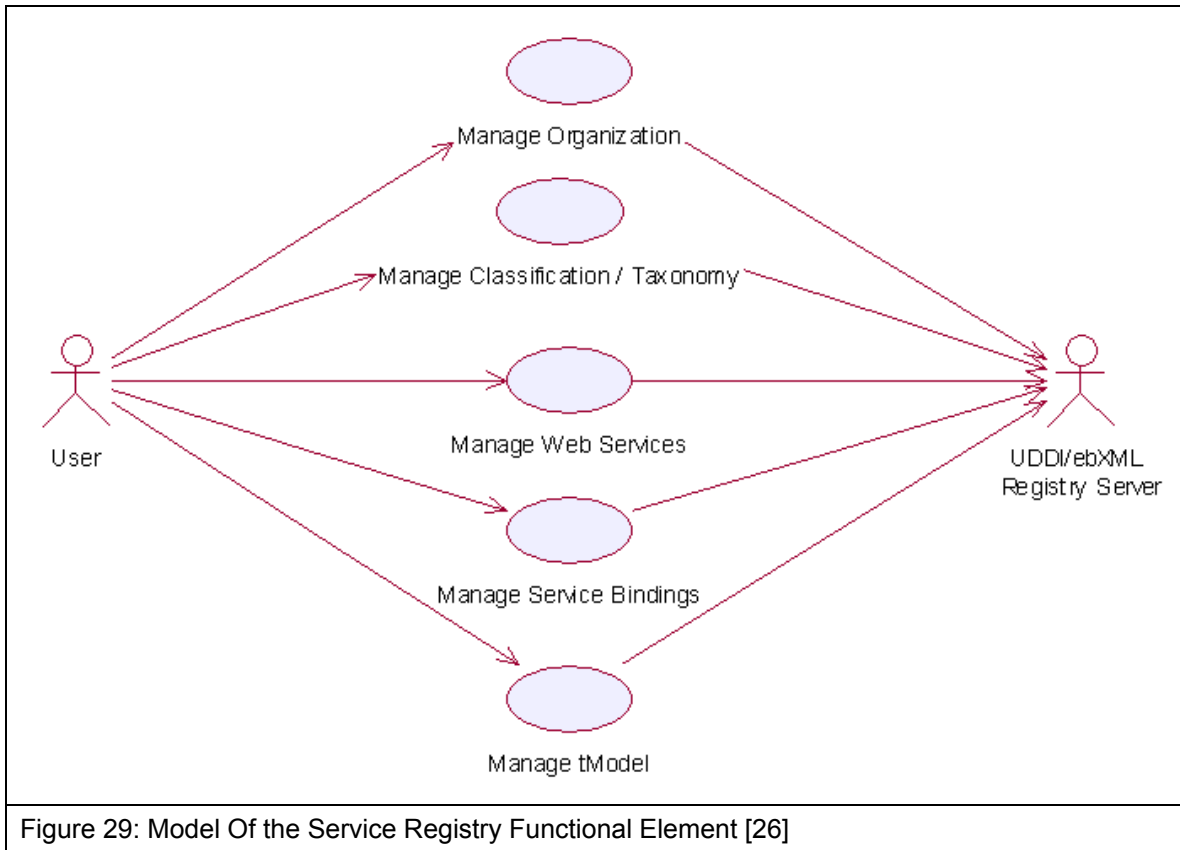 Manage Organization
Manage Classification / Taxonomy
Manage Web Services
User
UDDI/ebXML
Registry Server
Manage Service Bindings
Manage tModel
Figure 29: Model Of the Service Registry Functional Element [26]